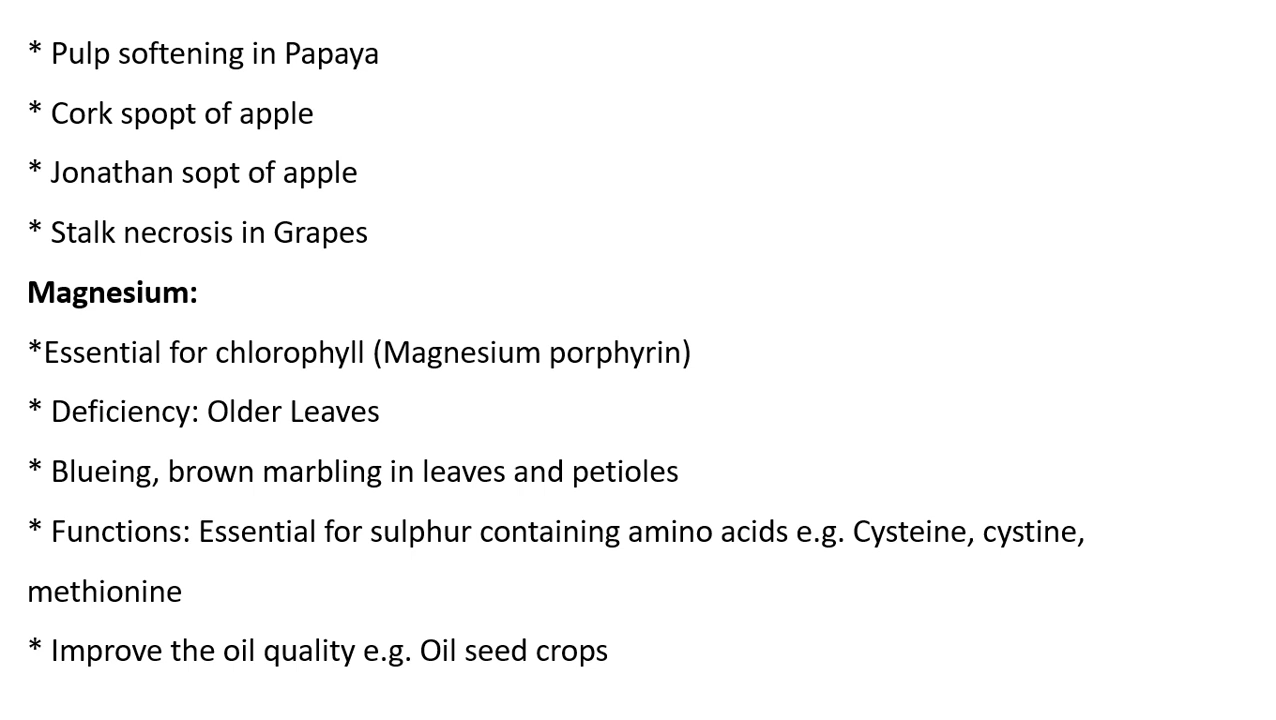 * Pulp softening in Papaya
* Cork spopt of apple
* Jonathan sopt of apple
* Stalk necrosis in Grapes
Magnesium:
*Essential for chlorophyll (Magnesium porphyrin)
* Deficiency: Older Leaves
* Blueing, brown marbling in leaves and petioles
* Functions: Essential for sulphur containing amino acids e.g. Cysteine, cystine,
methionine
* Improve the oil quality e.g. Oil seed crops